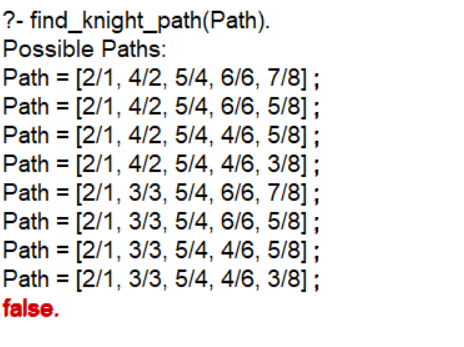 ?- find_knight_path(Path).
Possible Paths:
Path = [2/1, 4/2, 5/4, 6/6, 7/8] ;
Path = [2/1, 4/2, 5/4, 6/6, 5/8] ;
Path = [2/1, 4/2, 5/4, 4/6, 5/8] ;
Path = [2/1, 4/2, 5/4, 4/6, 3/8] ;
Path = [2/1, 3/3, 5/4, 6/6, 7/8] ;
Path = [2/1, 3/3, 5/4, 6/6, 5/8] ;
Path = [2/1, 3/3, 5/4, 4/6, 5/8] ;
Path = [2/1, 3/3, 5/4, 4/6, 3/8] ;
false.